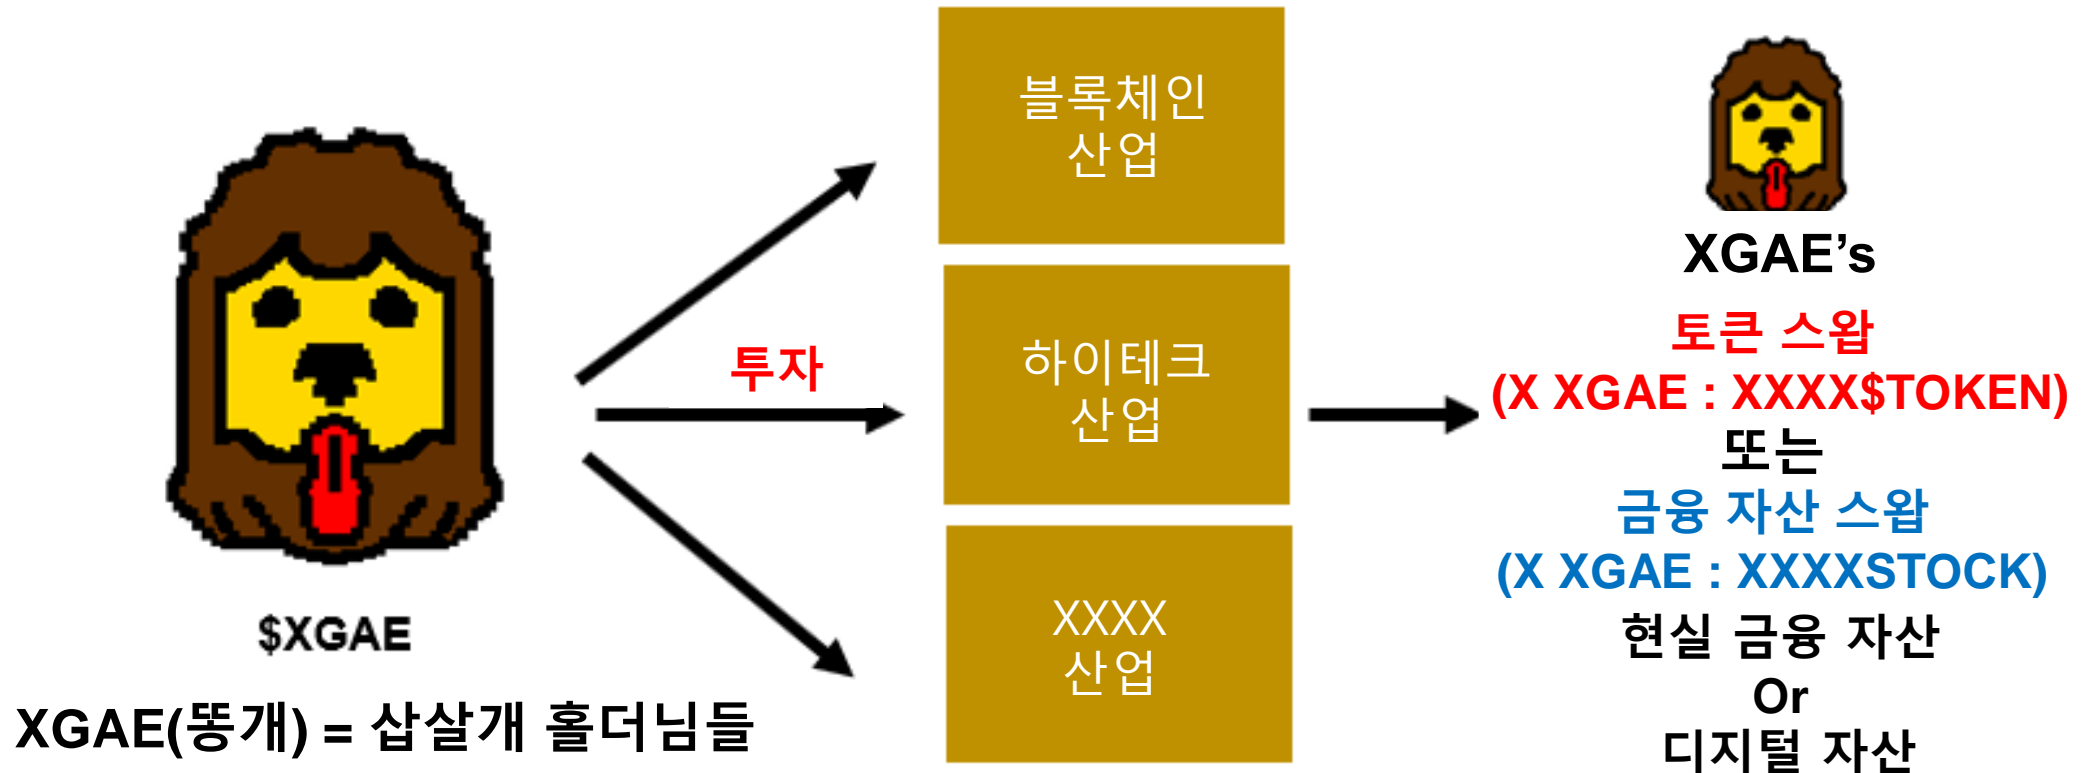 $XGAE
XGAE(똥개) = 삽살개 홀더님들
투자
블록체인
산업
하이테크
산업
XXXX
산업
XGAE’s
토큰 스왑
(X XGAE : XXXX$TOKEN)
또는
금융 자산 스왑
(X XGAE : XXXXSTOCK)
현실 금융 자산
Or
디지털 자산